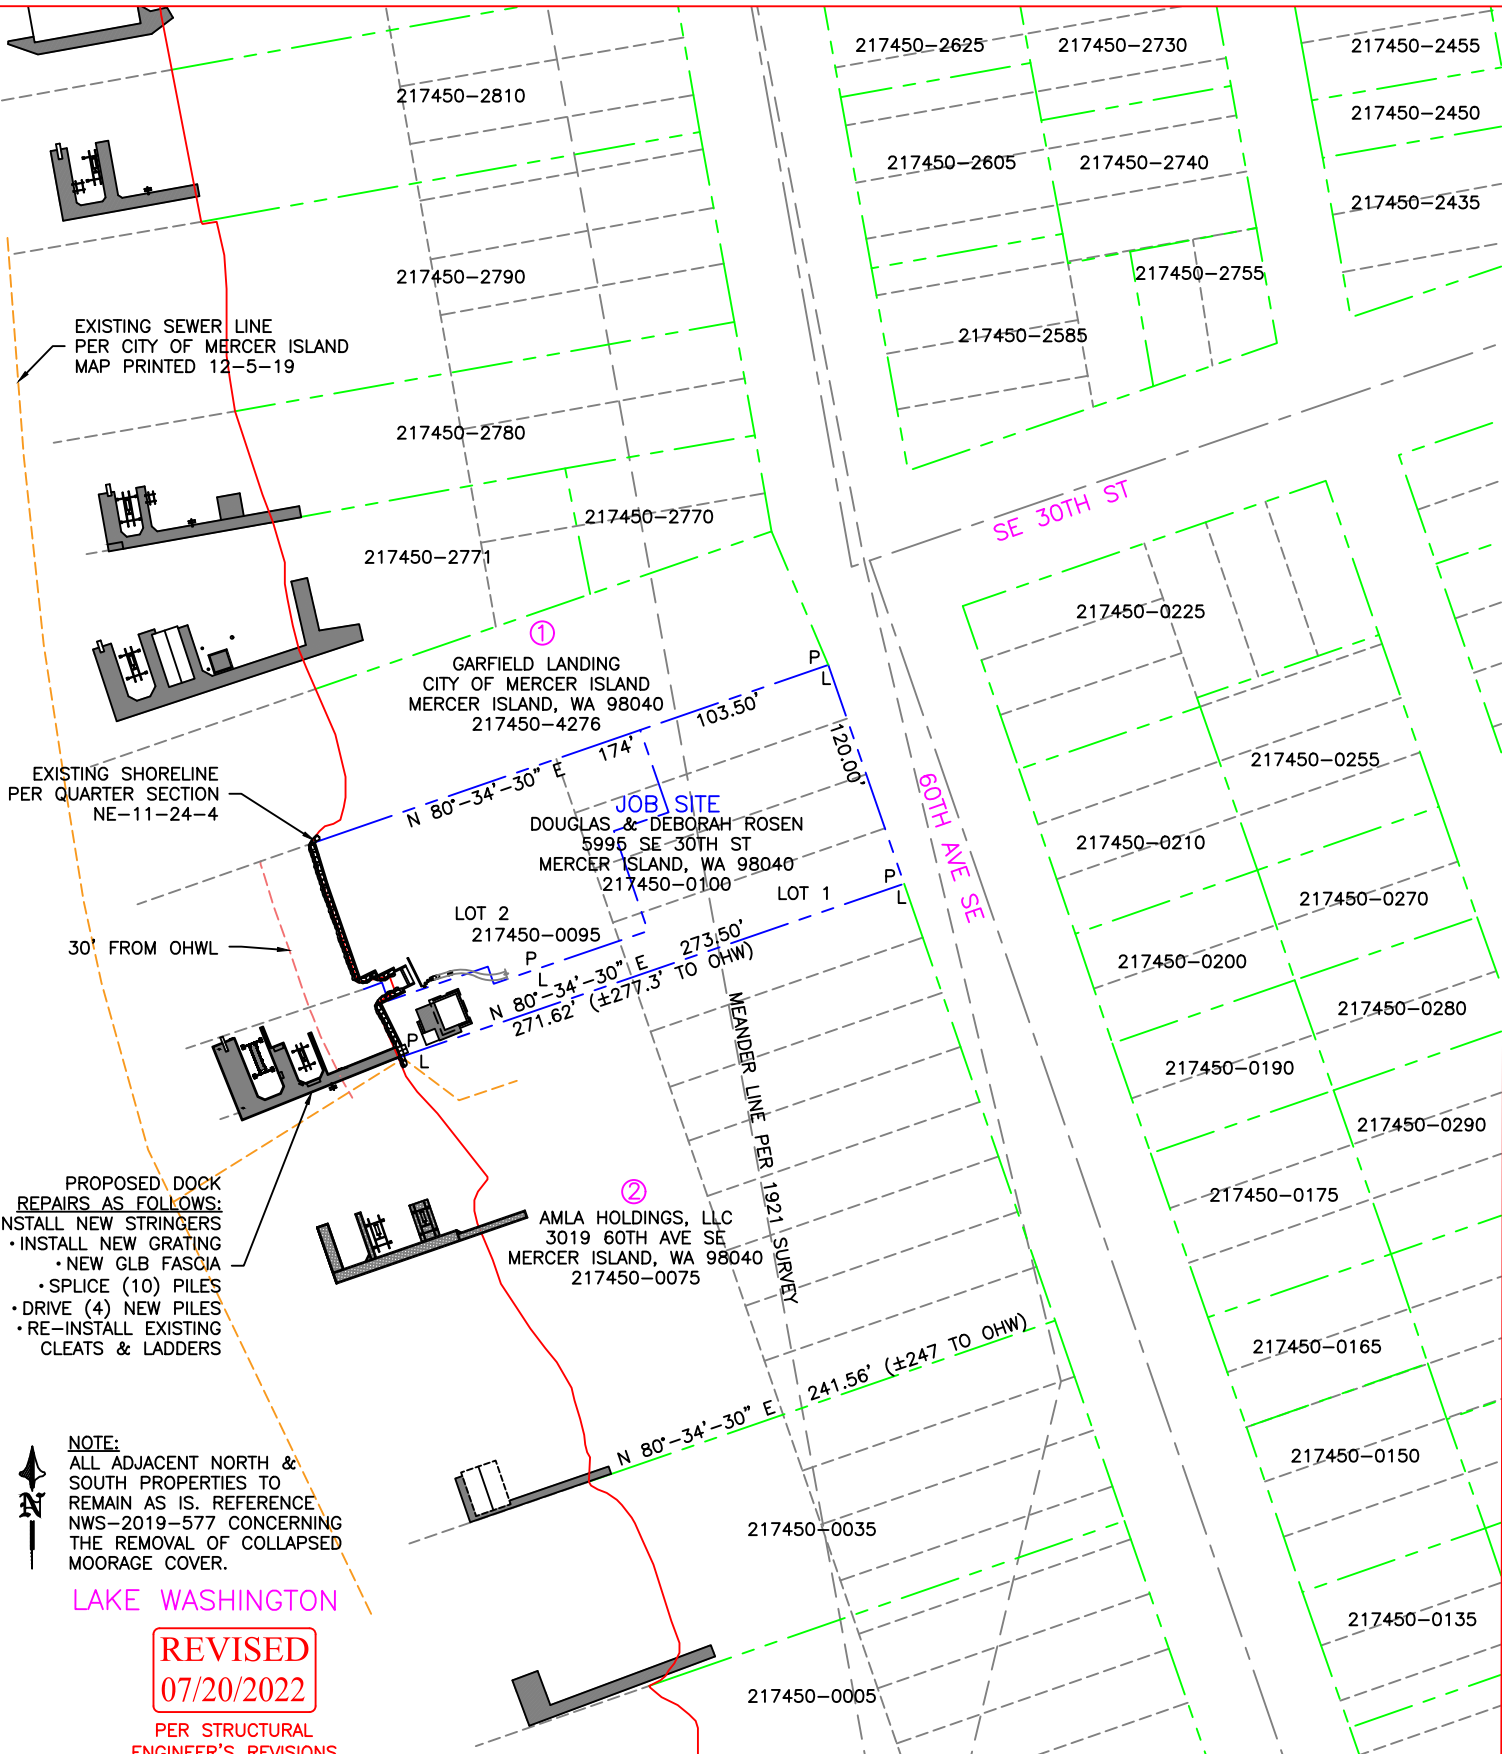 217450-2625
217450-2730
217450-2455
217450-2810
217450-2450
217450-2605
217450-2740
217450-2435
217450-2790
217450-2755
EXISTING SEWER LINE
PER CITY OF MERCER ISLAND
MAP PRINTED 12-5-19
217450-2585
217450-2780
SE 30TH ST
217450-2770
217450-2771
217450-0225
1
GARFIELD LANDING
CITY OF MERCER ISLAND
MERCER ISLAND, WA 98040
217450-4276
P
L
103.50'
174'
N 80°-34'-30" E
120.00'
217450-0255
EXISTING SHORELINE
PER QUARTER SECTION
NE-11-24-4
JOB SITE
DOUGLAS & DEBORAH ROSEN
5995 SE 30TH ST
MERCER ISLAND, WA 98040
217450-0100
60TH AVE SE
217450-0210
P
L
LOT 1
217450-0270
LOT 2
217450-0095
30' FROM OHWL
P
L
273.50'
N 80°-34'-30" E
271.62' (±277.3' TO OHW)
217450-0200
217450-0280
MEANDER LINE PER 1921 SURVEY
P
L
217450-0190
217450-0290
PROPOSED DOCK
REPAIRS AS FOLLOWS:
NSTALL NEW STRINGERS
•INSTALL NEW GRATING
•NEW GLB FASCIA
•SPLICE (10) PILES
•DRIVE (4) NEW PILES
•RE-INSTALL EXISTING
CLEATS & LADDERS
217450-0175
2
AMLA HOLDINGS, LLC
3019 60TH AVE SE
MERCER ISLAND, WA 98040
217450-0075
217450-0165
N 80°-34'-30" E
241.56' (±247 TO OHW)
217450-0150
N
NOTE:
ALL ADJACENT NORTH &
SOUTH PROPERTIES TO
REMAIN AS IS. REFERENCE
NWS-2019-577 CONCERNING
THE REMOVAL OF COLLAPSED
MOORAGE COVER.
217450-0035
LAKE WASHINGTON
217450-0135
REVISED
07/20/2022
217450-0005
PER STRUCTURAL
ENGINEER'S REVISIONS